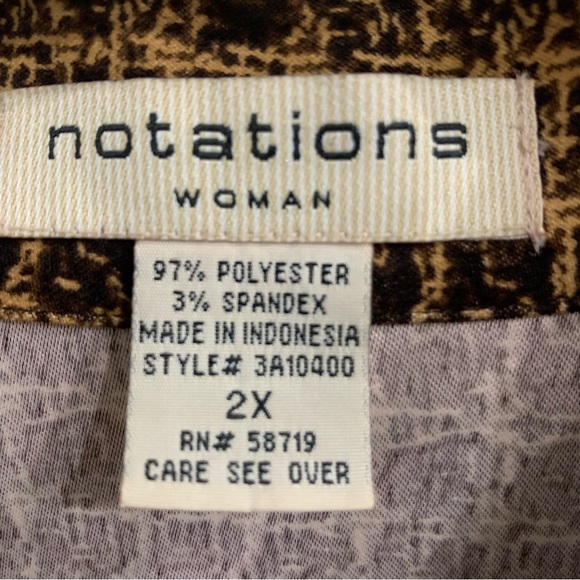 notations
WOMAN
97% POLYESTER
3% SPANDEX
MADE IN INDONESIA
STYLE# 3A10400
2X
RN# 58719
CARE SEE OVER